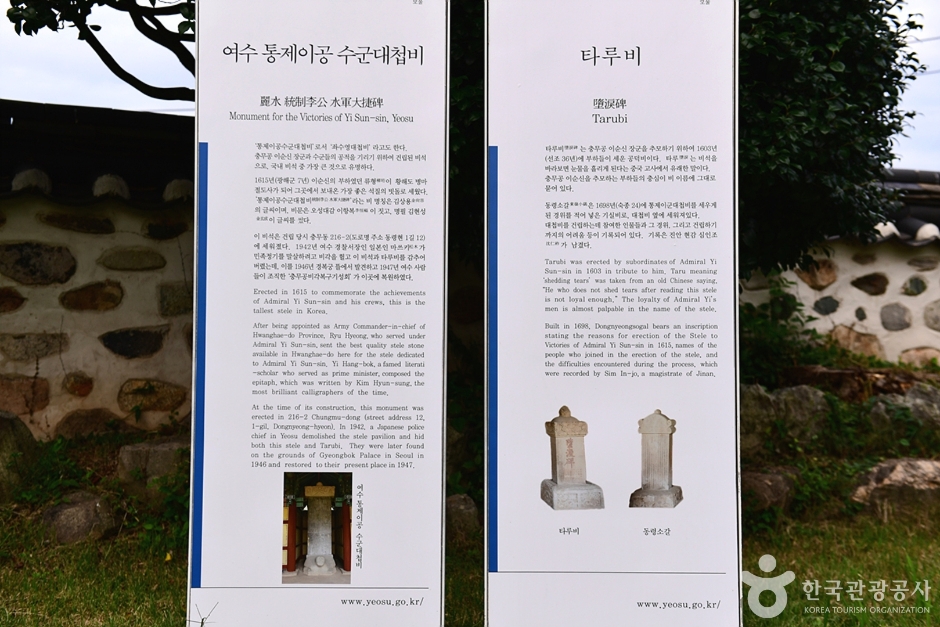 보물
여수 통제이공 수군대첩비
麗水 統制李公 水軍大捷碑
Monument for the Victories of Yi Sun-sin, Yeosu
'통제이공수군대첩비' 로서 '좌수영대첩비' 라고도 한다.
충무공 이순신 장군과 수군들의 공적을 기리기 위하여 건립된 비석
으로, 국내 비석 중 가장 큰 것으로 유명하다.
1615년(광해군 7년) 이순신의 부하였던 유형柳珩이 황해도 병마
절도사가 되어 그곳에서 보내온 가장 좋은 석질의 빗돌로 세웠다.
'통제이공수군대첩비統制李公水軍大捷碑'라는 비 명칭은 김상용金尙容
의 글씨이며, 비문은 오성대감 이항복李恒福 이 짓고, 명필 김현성
金玄成이 글씨를 썼다.
이 비석은 건립 당시 충무동 216-2(도로명 주소 동령현 1길 12)
에 세워졌다. 1942년 여수 경찰서장인 일본인 마쓰키 가
민족정기를 말살하려고 비각을 헐고 이 비석과 타루비를 감추어
버렸는데, 이를 1946년 경복궁 뜰에서 발견하고 1947년 여수 사람
들이 조직한 '충무공비각복구기성회' 가 이곳에 복원하였다.
Erected in 1615 to commemorate the achievements
of Admiral Yi Sun-sin and his crews, this is the
tallest stele in Korea.
After being appointed as Army Commander-in-chief of
Hwanghae-do Province, Ryu Hyeong, who served under
Admiral Yi Sun-sin, sent the best quality stele stone
available in Hwanghae-do here for the stele dedicated
to Admiral Yi Sun-sin. Yi Hang-bok, a famed literati
-scholar who served as prime minister, composed the
epitaph, which was written by Kim Hyun-sung, the
most brilliant calligraphers of the time.
At the time of its construction, this monument was
erected in 216-2 Chungmu-dong (street address 12,
1-gil, Dongnyeong-hyeon). In 1942, a Japanese police
chief in Yeosu demolished the stele pavilion and hid
both this stele and Tarubi. They were later found
on the grounds of Gyeongbok Palace in Seoul in
1946 and restored to their present place in 1947.
여수 통제이공 수군대첩비
www.yeosu.go.kr/
보물
타루비
墮淚碑
Tarubi
타루비墮淚碑 는 충무공 이순신 장군을 추모하기 위하여 1603년
(선조 36년)에 부하들이 세운 공덕비이다. 타루墮淚 는 비석을
바라보면 눈물을 흘리게 된다는 중국 고사에서 유래한 말이다.
충무공 이순신을 추모하는 부하들의 충심이 비 이름에 그대로
묻어 있다.
동령소갈東嶺小碣 은 1698년(숙종 24)에 통제이군대첩비를 세우게
된 경위를 적어 넣은 기실비로, 대첩비 옆에 세워져있다.
대첩비를 건립하는데 참여한 인물들과 그 경위, 그리고 건립하기
까지의 어려움 등이 기록되어 있다. 기록은 진안 현감 심인조
沈仁祚 가 남겼다.
Tarubi was erected by subordinates of Admiral Yi
Sun-sin in 1603 in tribute to him. Taru meaning
'shedding tears' was taken from an old Chinese saying,
"He who does not shed tears after reading this stele
is not loyal enough," The loyalty of Admiral Yi's
men is almost palpable in the name of the stele.
Built in 1698, Dongnyeongsogal bears an inscription
stating the reasons for erection of the Stele to
Victories of Admiral Yi Sun-sin in 1615, names of the
people who joined in the erection of the stele, and
the difficulties encountered during the process, which
were recorded by Sim In-jo, a magistrate of Jinan.
墮淚碑
타루비
동령소갈
www.yeosu.go.kr/
한국관광공사
KOREA TOURISM ORGANIZATION